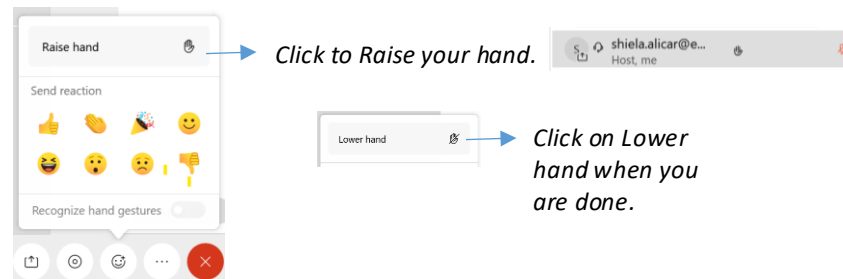 Raise hand
Click to Raise your hand.
S
shiela.alicar@e...
Host, me
Send reaction
Lower hand
Click on Lower
hand when you
are done.
Recognize hand gestures